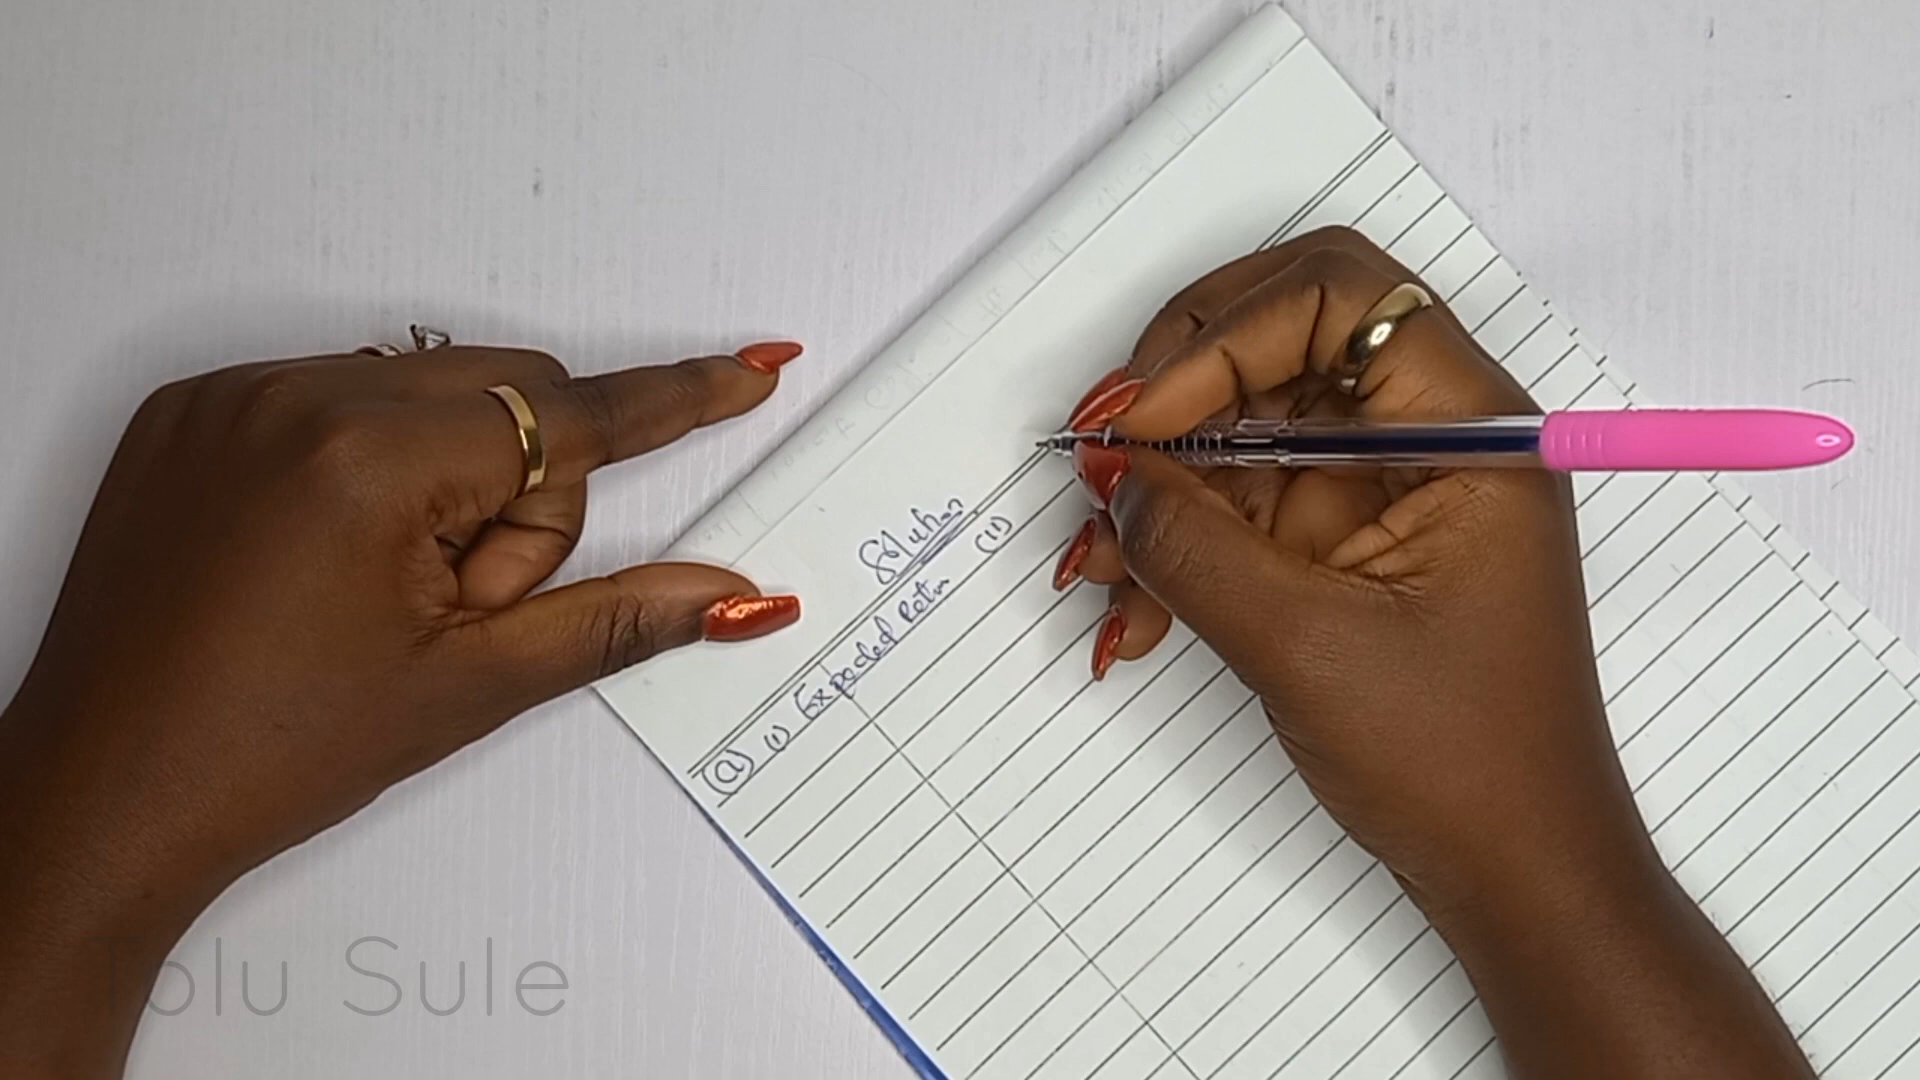 Solution
(a) (i) Expected Return (ii)
Tolu Sule